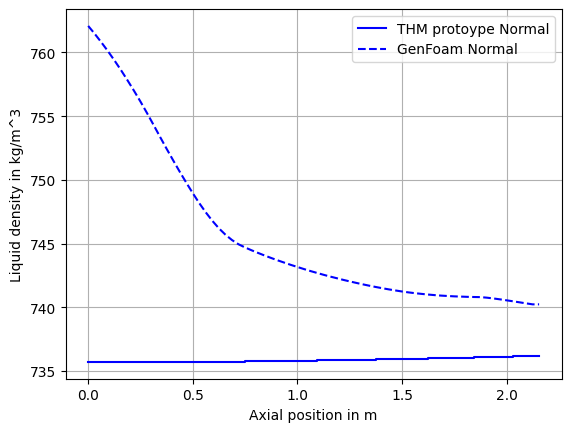 THM protoype Normal
GenFoam Normal
Liquid density in kg/m^3
760
755
750
745
740
735
0.0 0.5 1.0 1.5 2.0
Axial position in m